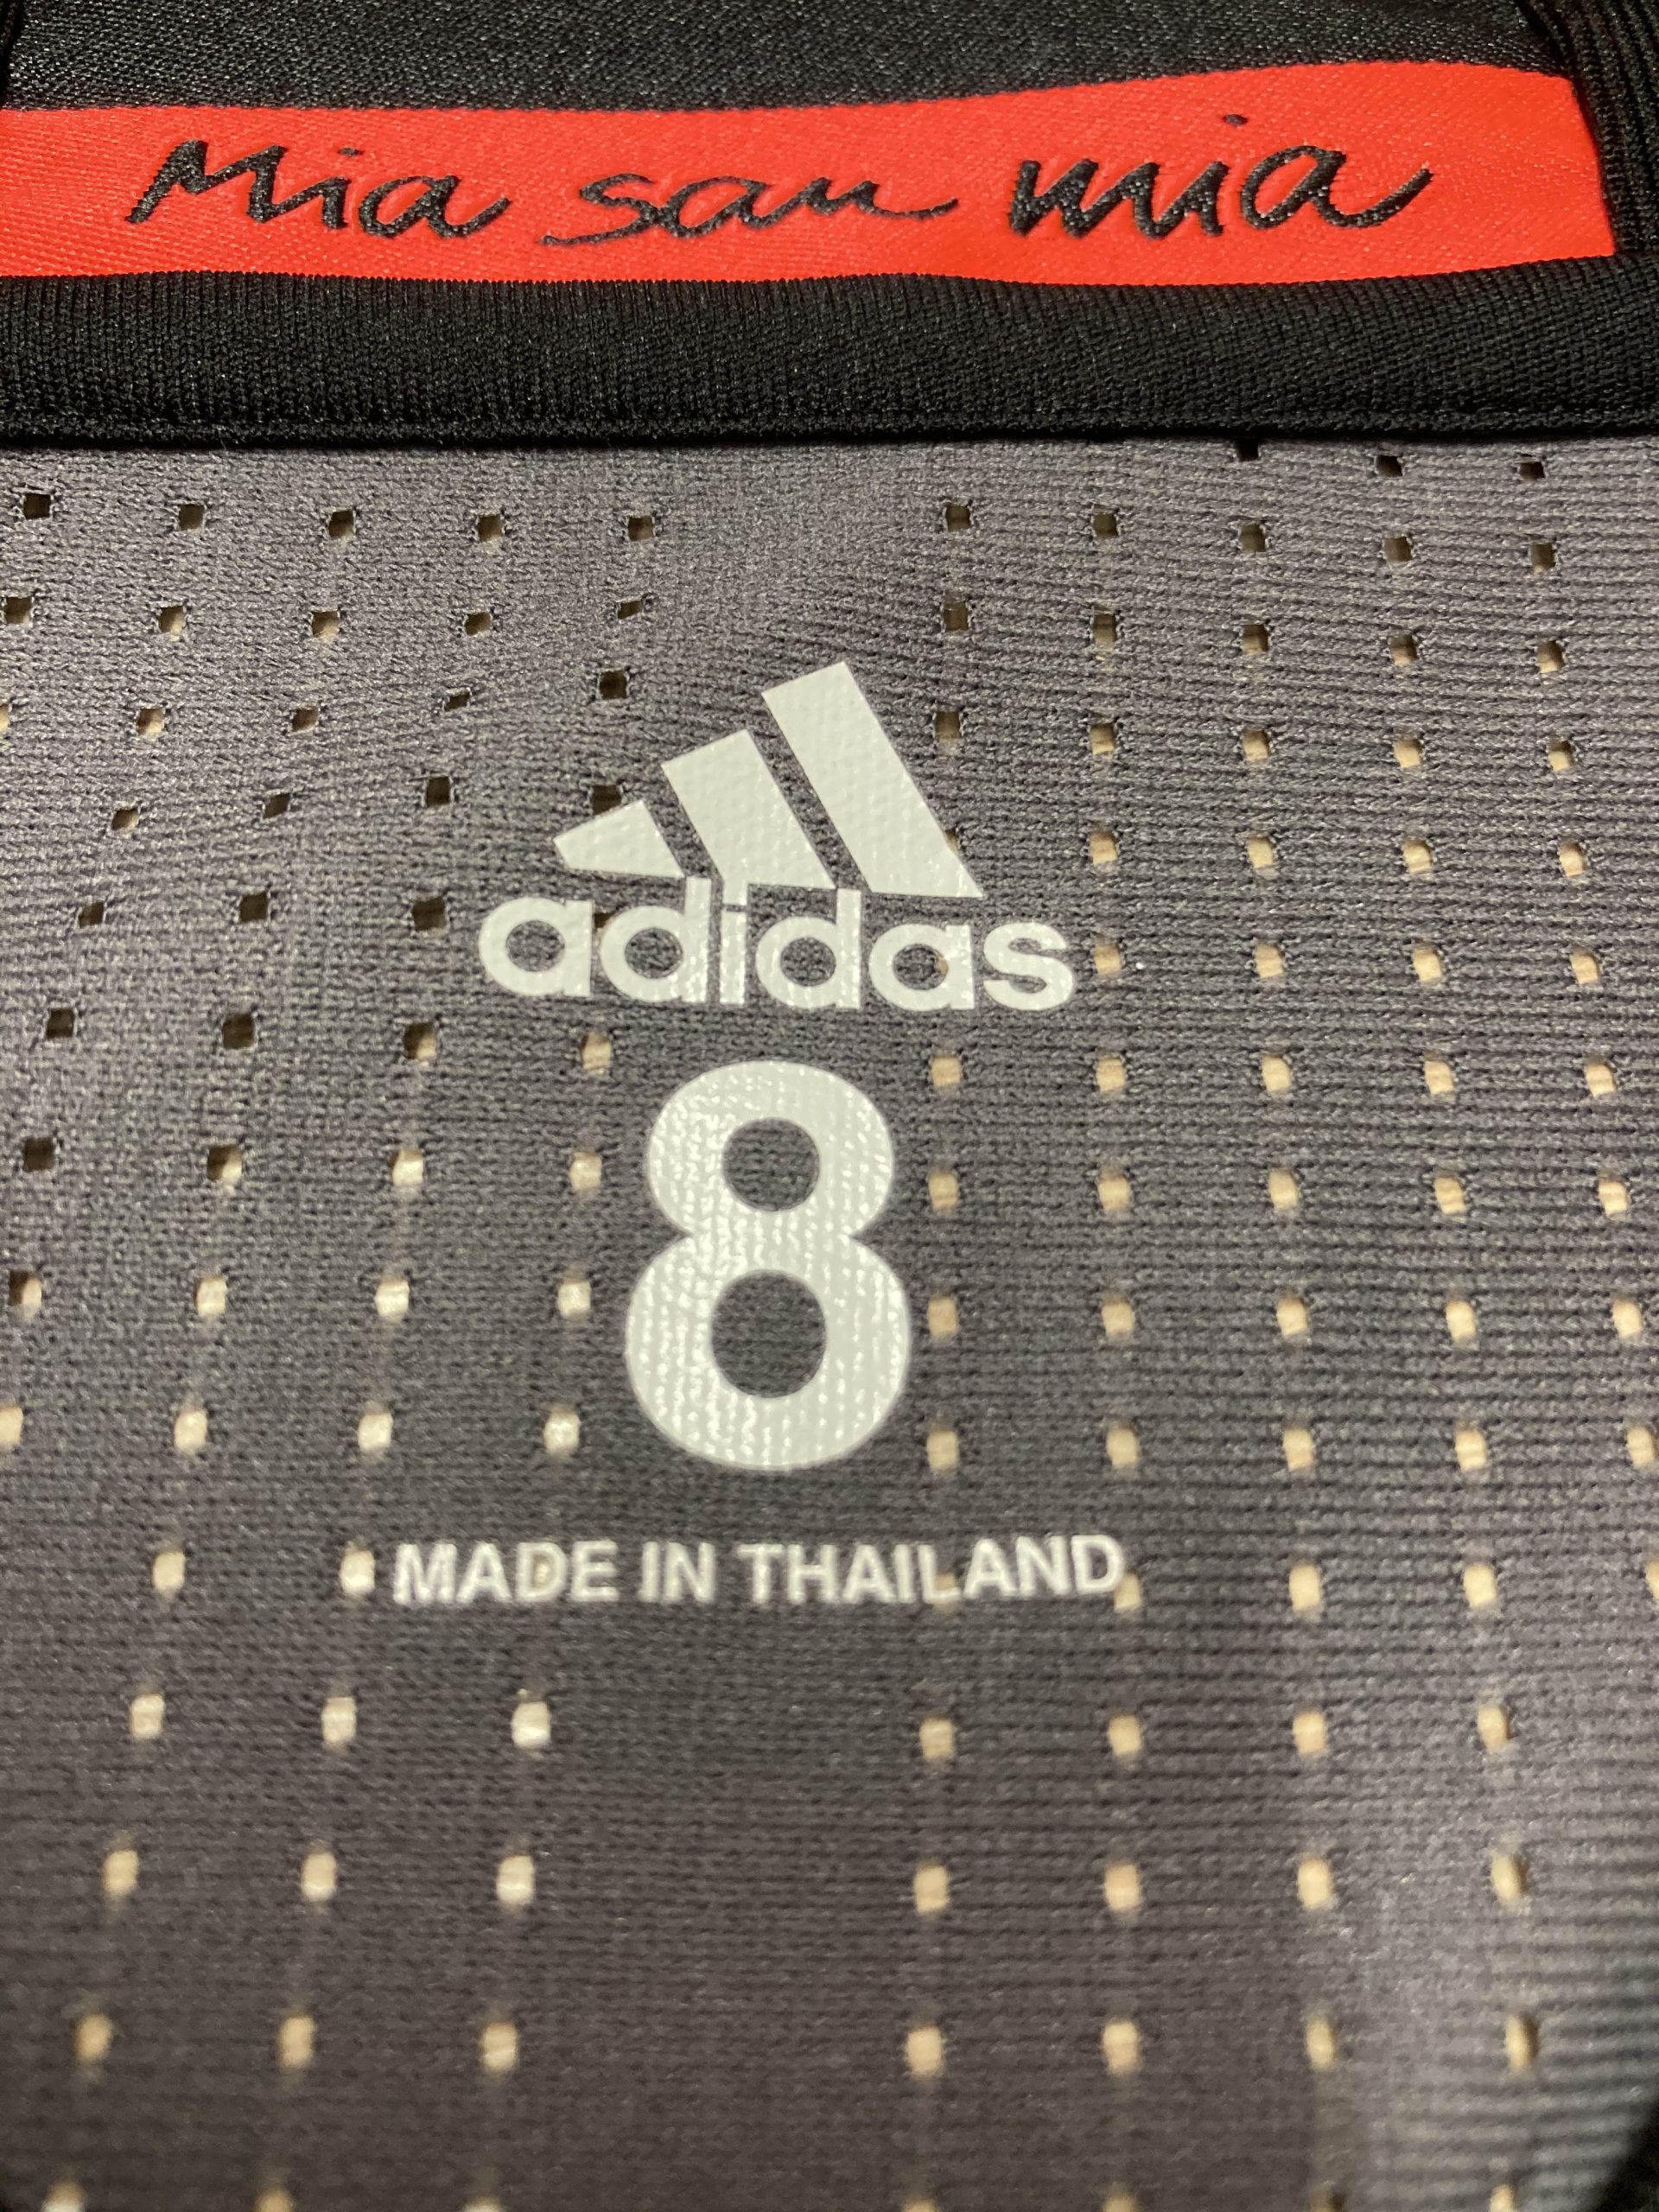 Mia san mia
adidas
8
MADE IN THAILAND